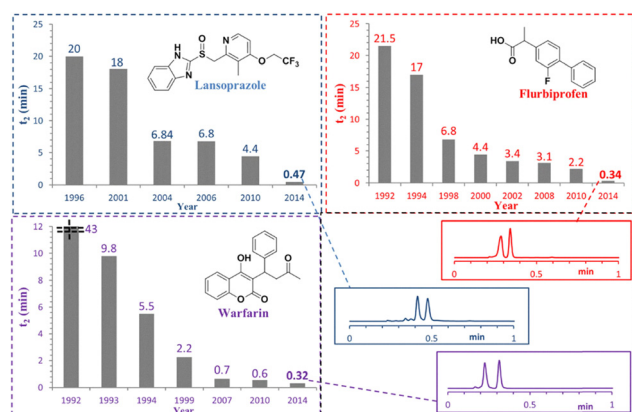 t2 (min)
25
20
15
10
5
0
20
18
6.84
6.8
4.4
0.47
1996
2001
2004
2006
2010
2014
Year
NH
N
O
S
N
O
CF3
Lansoprazole
t2 (min)
25
20
15
10
5
0
21.5
17
6.8
4.4
3.4
3.1
2.2
0.34
1992
1994
1998
2000
2002
2008
2010
2014
Year
HO
O
F
Flurbiprofen
t2 (min)
12
10
8
6
4
2
0
43
9.8
5.5
2.2
0.7
0.6
0.32
1992
1993
1994
1999
2007
2010
2014
Year
OH
O
O
O
Warfarin
0
0.5
min
1
0
0.5
min
1
0
0.5
min
1